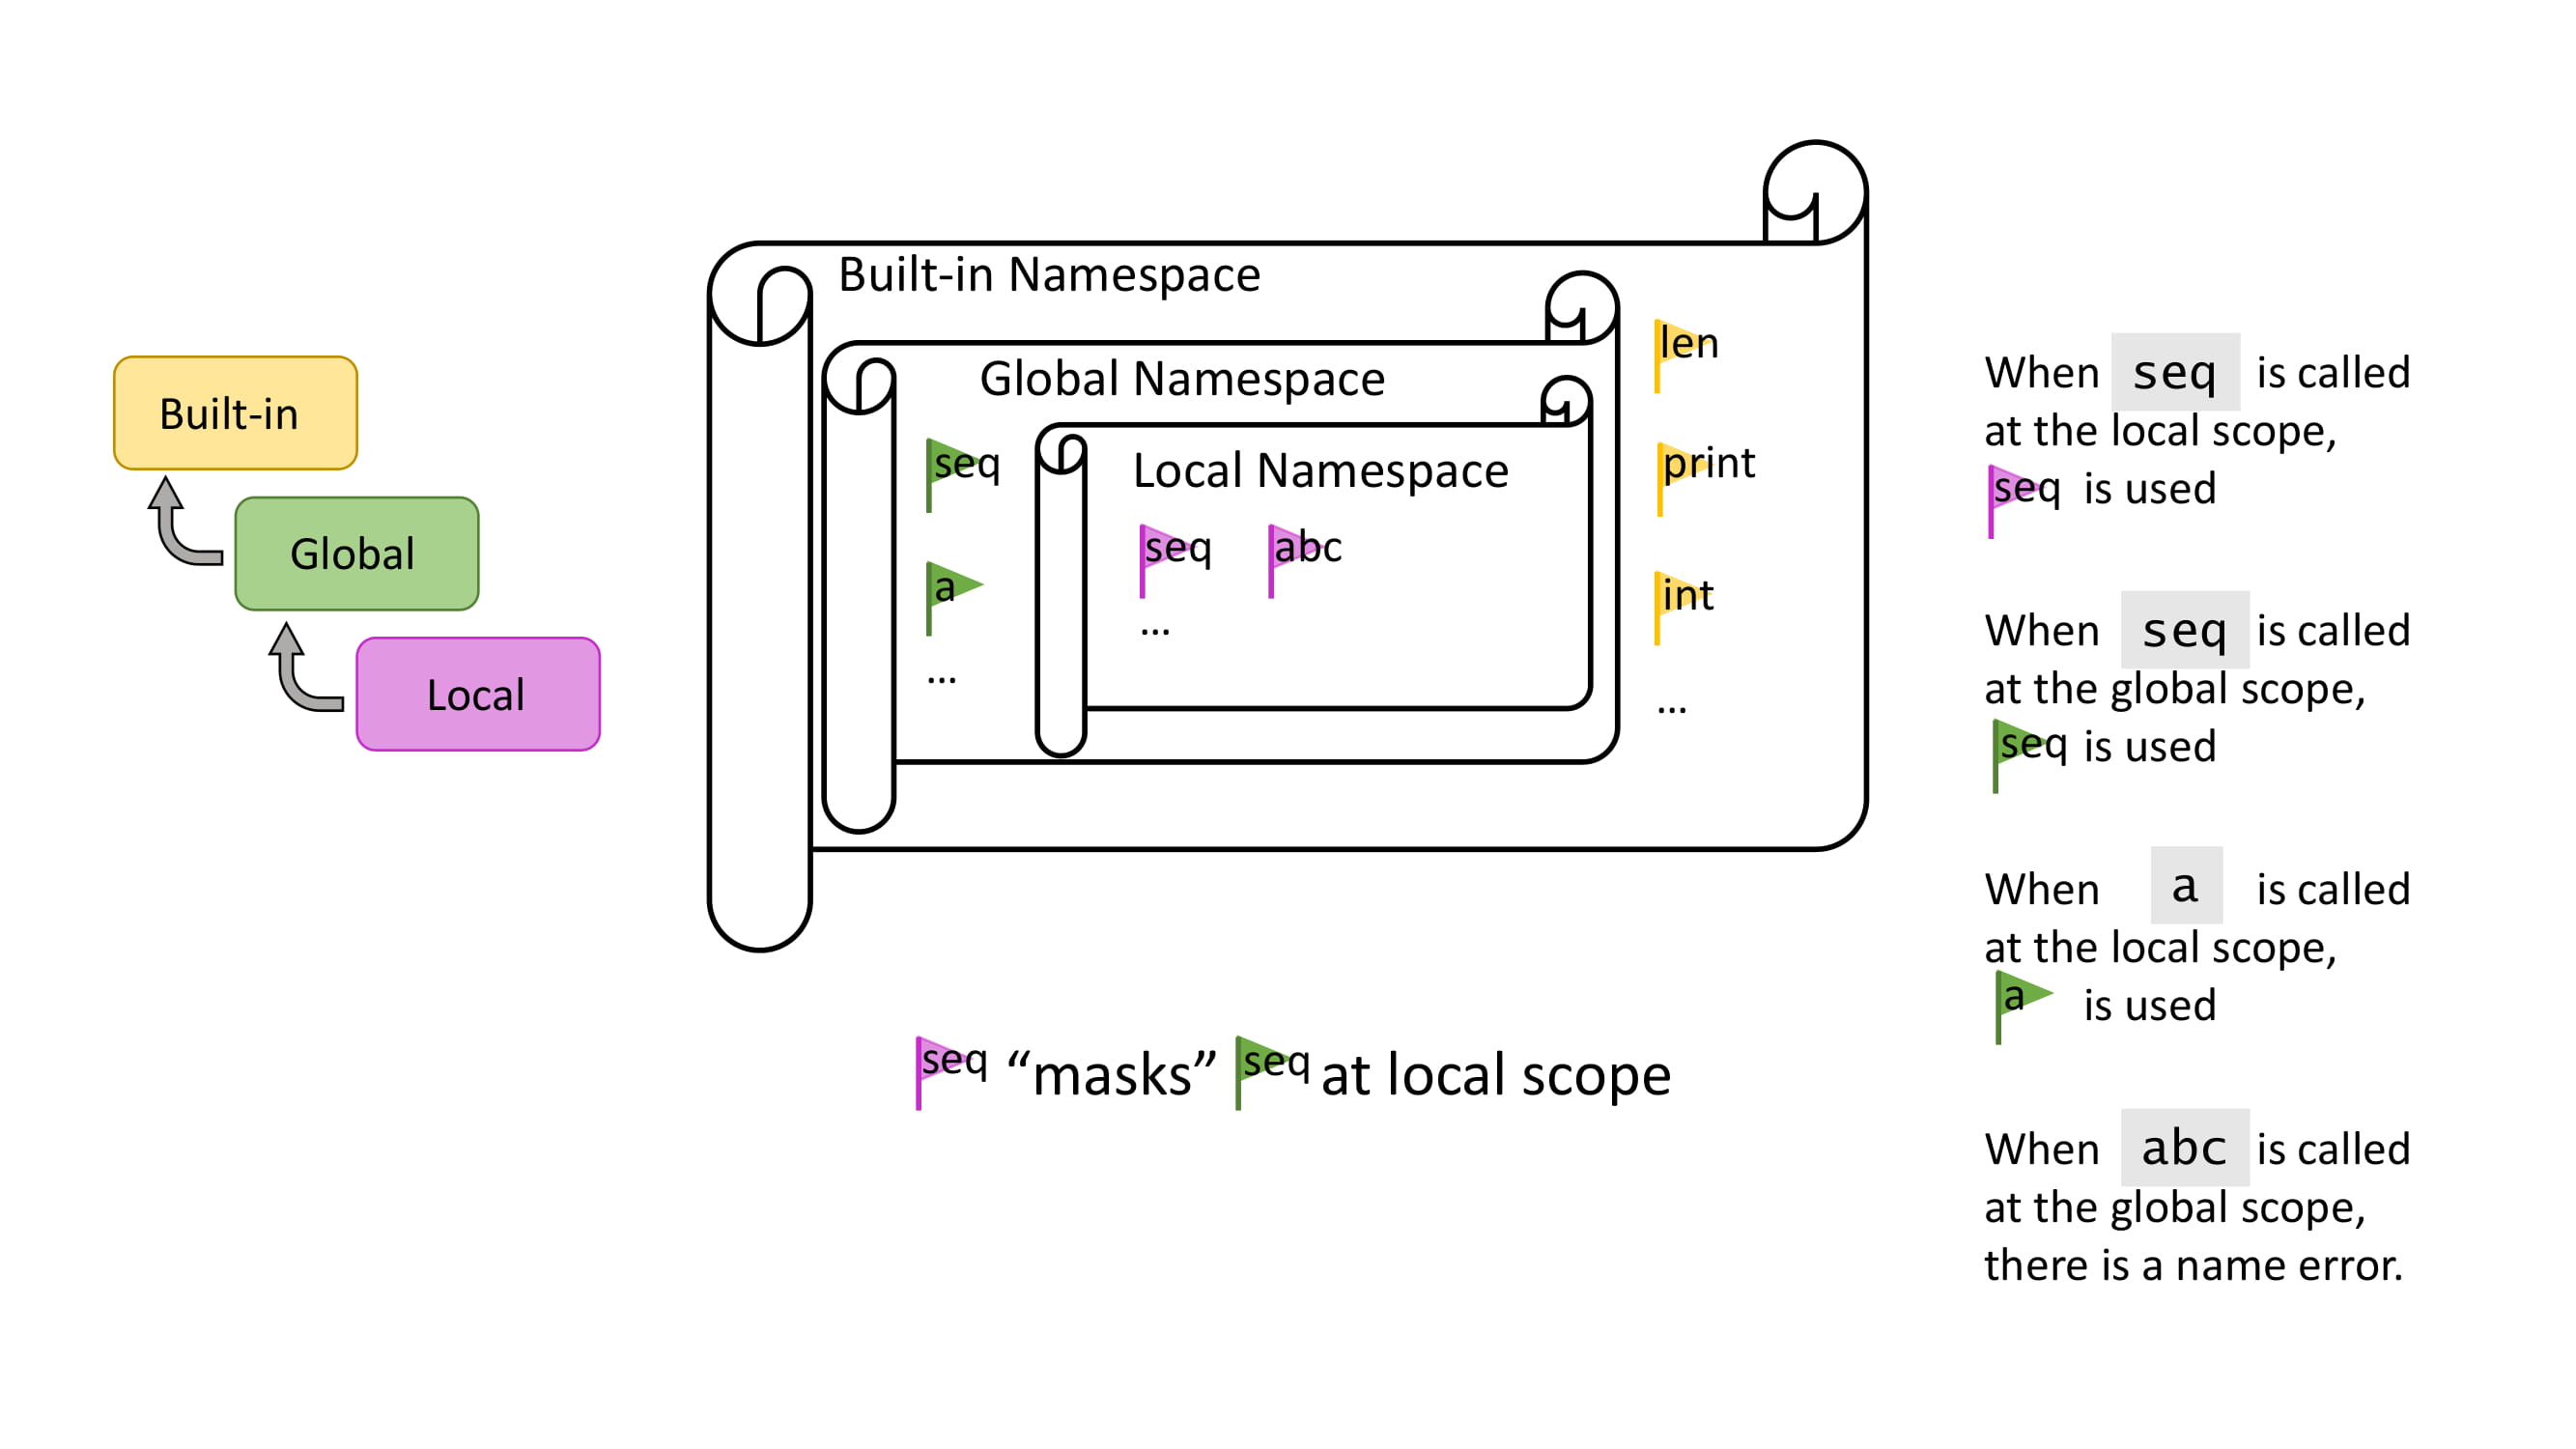 Built-in
Global
Local
Built-in Namespace
Global Namespace
Local Namespace
seq
a
...
seq abc
...
len
print
int
...
seq “masks” seq at local scope
When seq is called
at the local scope,
seq is used
When seq is called
at the global scope,
seq is used
When a is called
at the local scope,
a is used
When abc is called
at the global scope,
there is a name error.